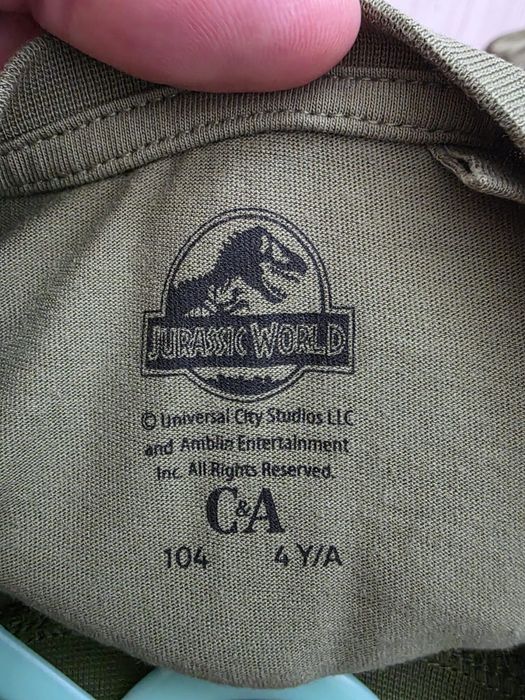 JURASSIC WORLD
© Universal City Studios LLC
and Amblin Entertainment
Inc. All Rights Reserved.
C&A
104 4 Y/A